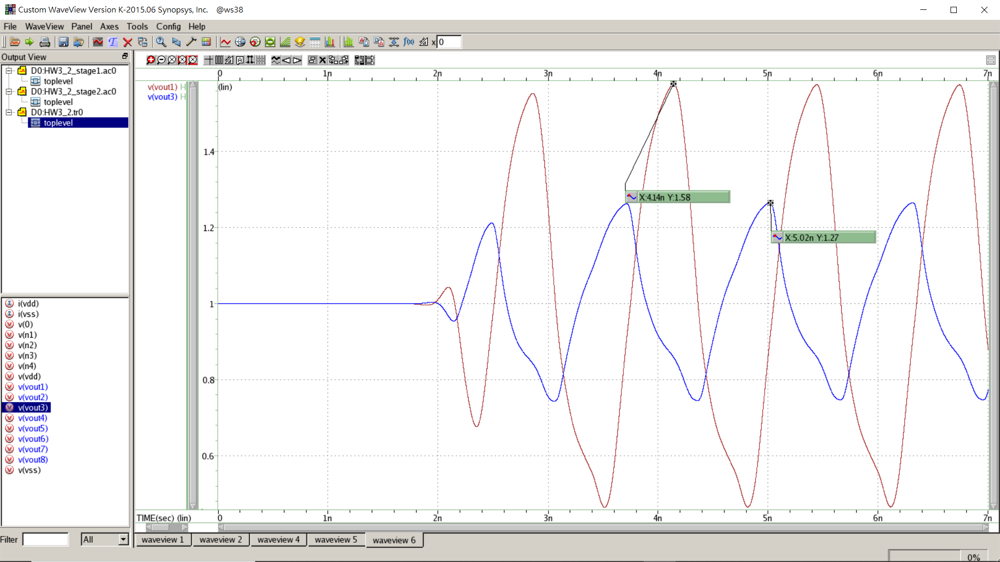 Custom WaveView Version K-2015.06 Synopsys, Inc. @ws38
File WaveView Panel Axes Tools Config Help
x 0
Output View
D0:HW3_2_stage1.ac0
toplevel
D0:HW3_2_stage2.ac0
toplevel
D0:HW3_2.tr0
toplevel
i(vdd)
i(vss)
v(0)
v(n1)
v(n2)
v(n3)
v(n4)
v(vdd)
v(vout1)
v(vout2)
v(vout3)
v(vout4)
v(vout5)
v(vout6)
v(vout7)
v(vout8)
v(vss)
Filter All
0 1n 2n 3n 4n 5n 6n 7n
v(vout1) H
v(vout3) H
(lin)
1.4
X:4.14n Y:1.58
1.2
X:5.02n Y:1.27
1
0.8
0.6
TIME(sec) (lin) 0 1n 2n 3n 4n 5n 6n 7n
waveview 1 waveview 2 waveview 4 waveview 5 waveview 6
0%